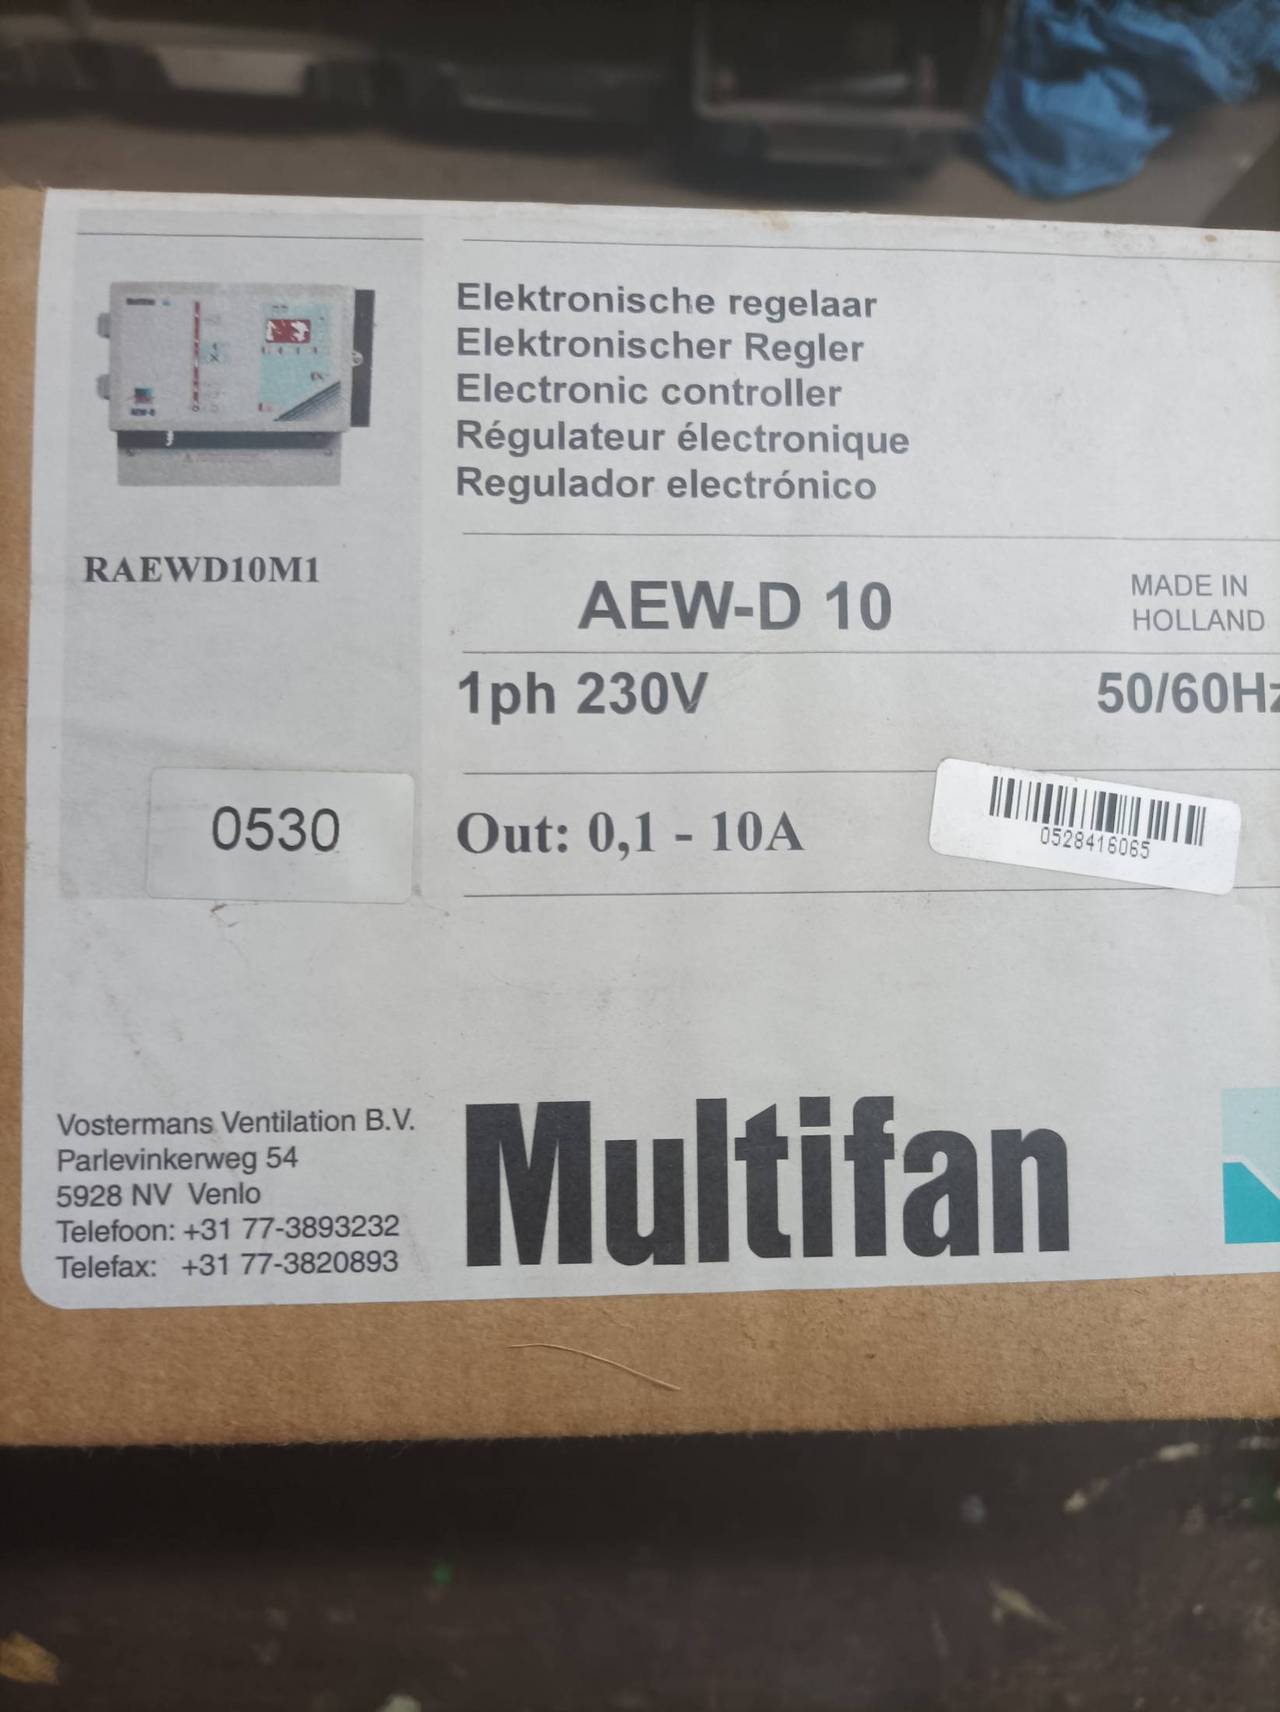 Elektronische regelaar
Elektronischer Regler
Electronic controller
Régulateur électronique
Regulador electrónico
RAEWD10M1
AEW-D 10
MADE IN
HOLLAND
1ph 230V
50/60Hz
0530
Out: 0,1 - 10A
0528416065
Vostermans Ventilation B.V.
Parlevinkerweg 54
5928 NV Venlo
Telefoon: +31 77-3893232
Telefax: +31 77-3820893
Multifan